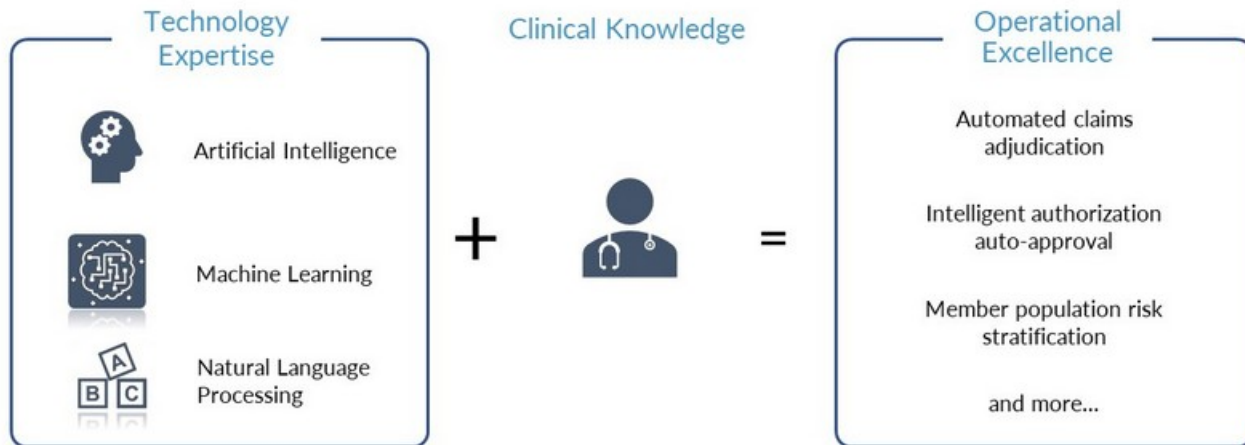 Technology
Expertise
Artificial Intelligence
Machine Learning
A
B C
Natural Language
Processing
+
Clinical Knowledge
=
Operational
Excellence
Automated claims
adjudication
Intelligent authorization
auto-approval
Member population risk
stratification
and more...